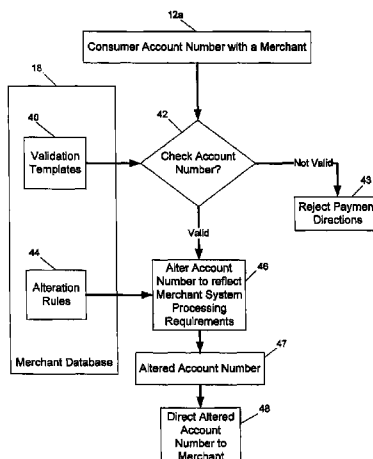 12a
Consumer Account Number with a Merchant
18
40
42
Validation
Templates
Check Account
Number?
Not Valid
43
Reject Payment
Directions
Valid
44
Alteration
Rules
Alter Account
Number to reflect
Merchant System
Processing
Requirements
46
Merchant Database
47
Altered Account Number
48
Direct Altered
Account
Number to
Merchant